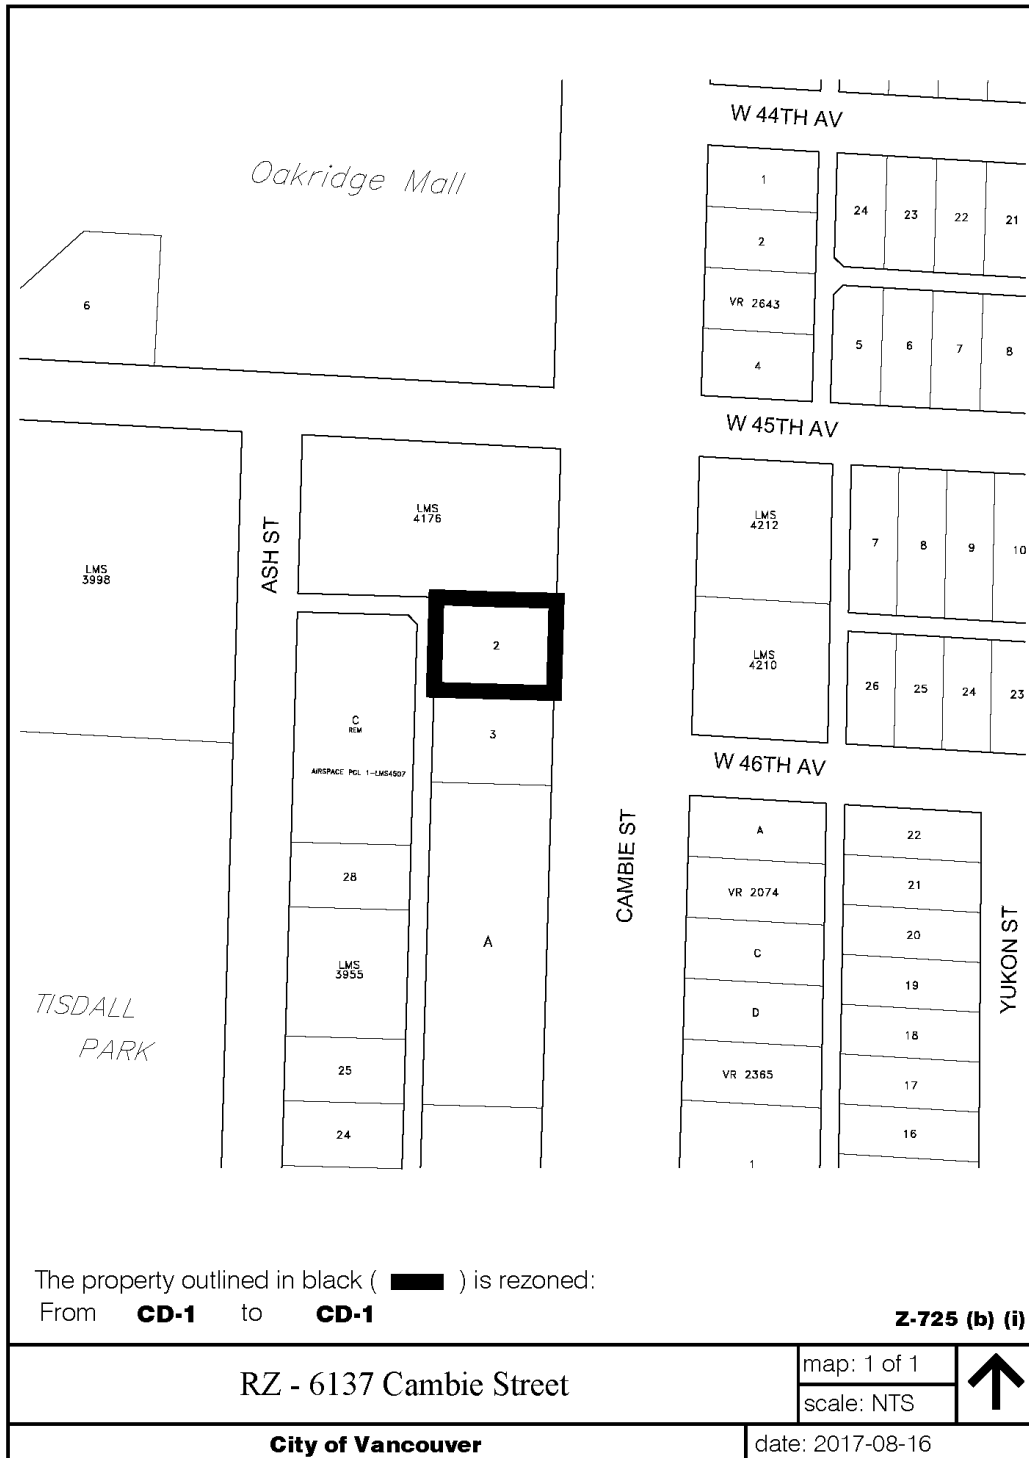 W 44TH AV
Oakridge Mall
1
2
VR 2643
4
24
23
22
21
6
5
6
7
8
W 45TH AV
LMS
4176
LMS
4212
7
8
9
10
ASH ST
LMS
3998
2
LMS
4210
26
25
24
23
C
REM
AIRSPACE PCL 1-LMS4507
3
W 46TH AV
CAMBIE ST
A
VR 2074
C
D
VR 2365
1
22
21
20
19
18
17
16
YUKON ST
28
LMS
3955
25
24
A
TISDALL
PARK
The property outlined in black ( ) is rezoned:
From CD-1 to CD-1
Z-725 (b) (i)
RZ - 6137 Cambie Street
map: 1 of 1
scale: NTS
City of Vancouver
date: 2017-08-16